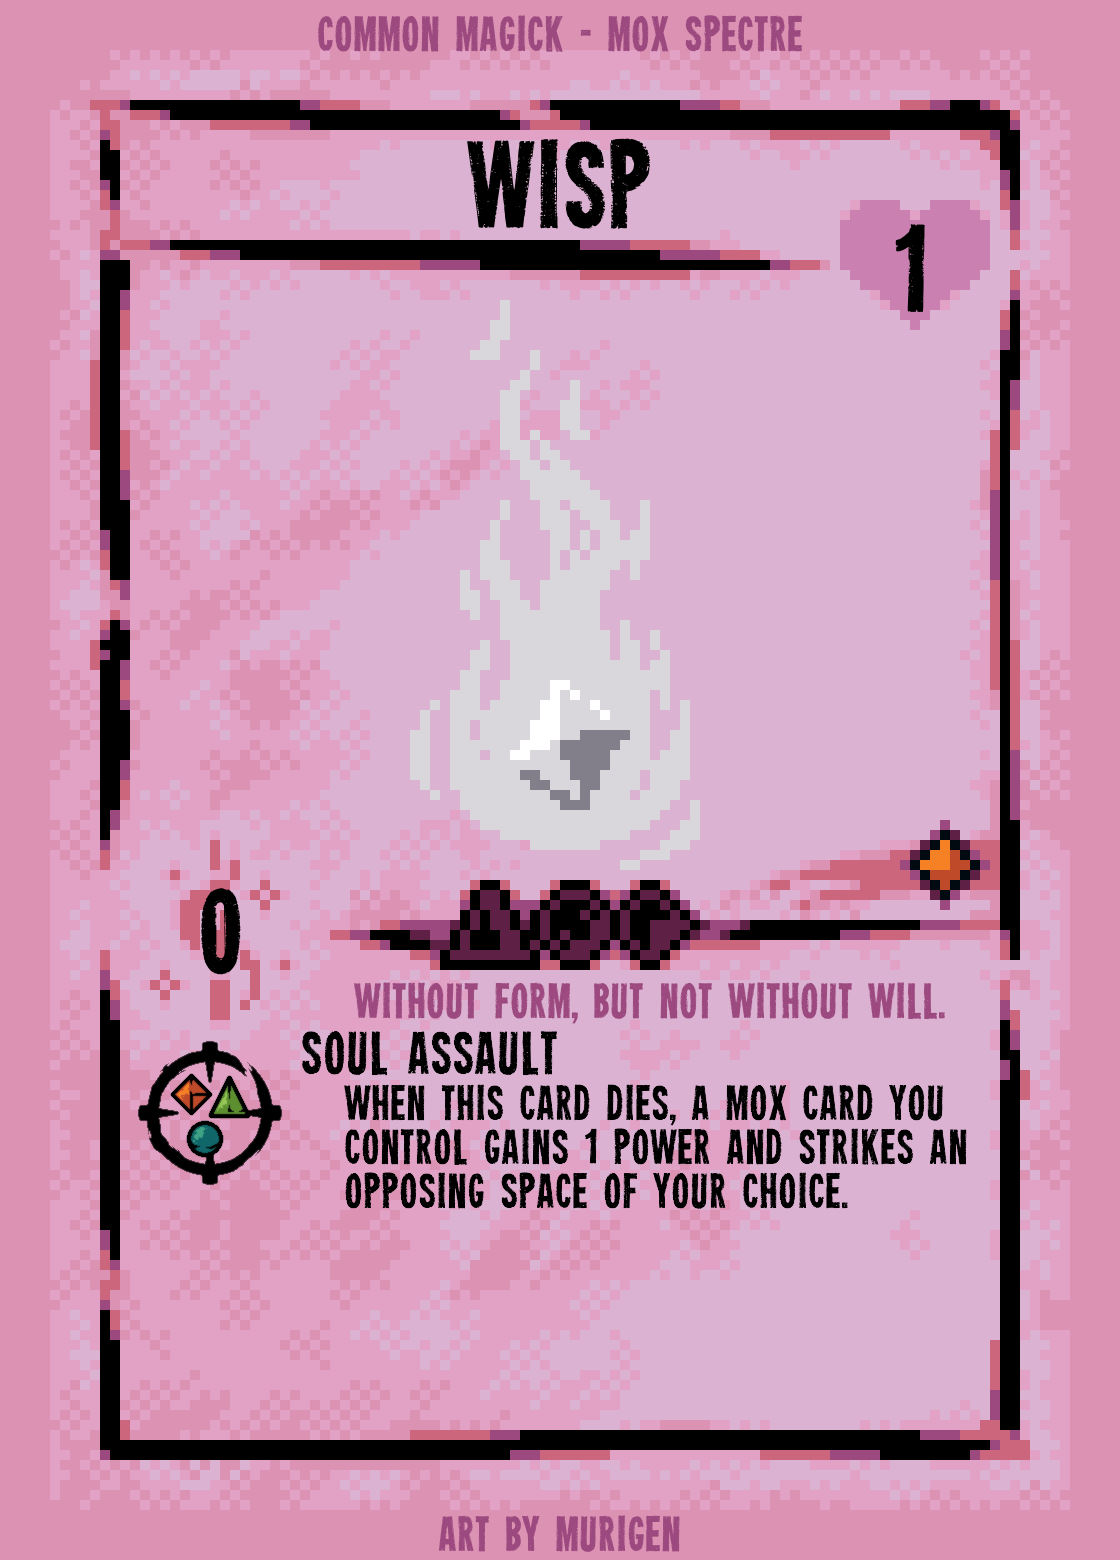 COMMON MAGICK - MOX SPECTRE
WISP
1
0
WITHOUT FORM, BUT NOT WITHOUT WILL.
SOUL ASSAULT
WHEN THIS CARD DIES, A MOX CARD YOU
CONTROL GAINS 1 POWER AND STRIKES AN
OPPOSING SPACE OF YOUR CHOICE.
ART BY MURIGEN